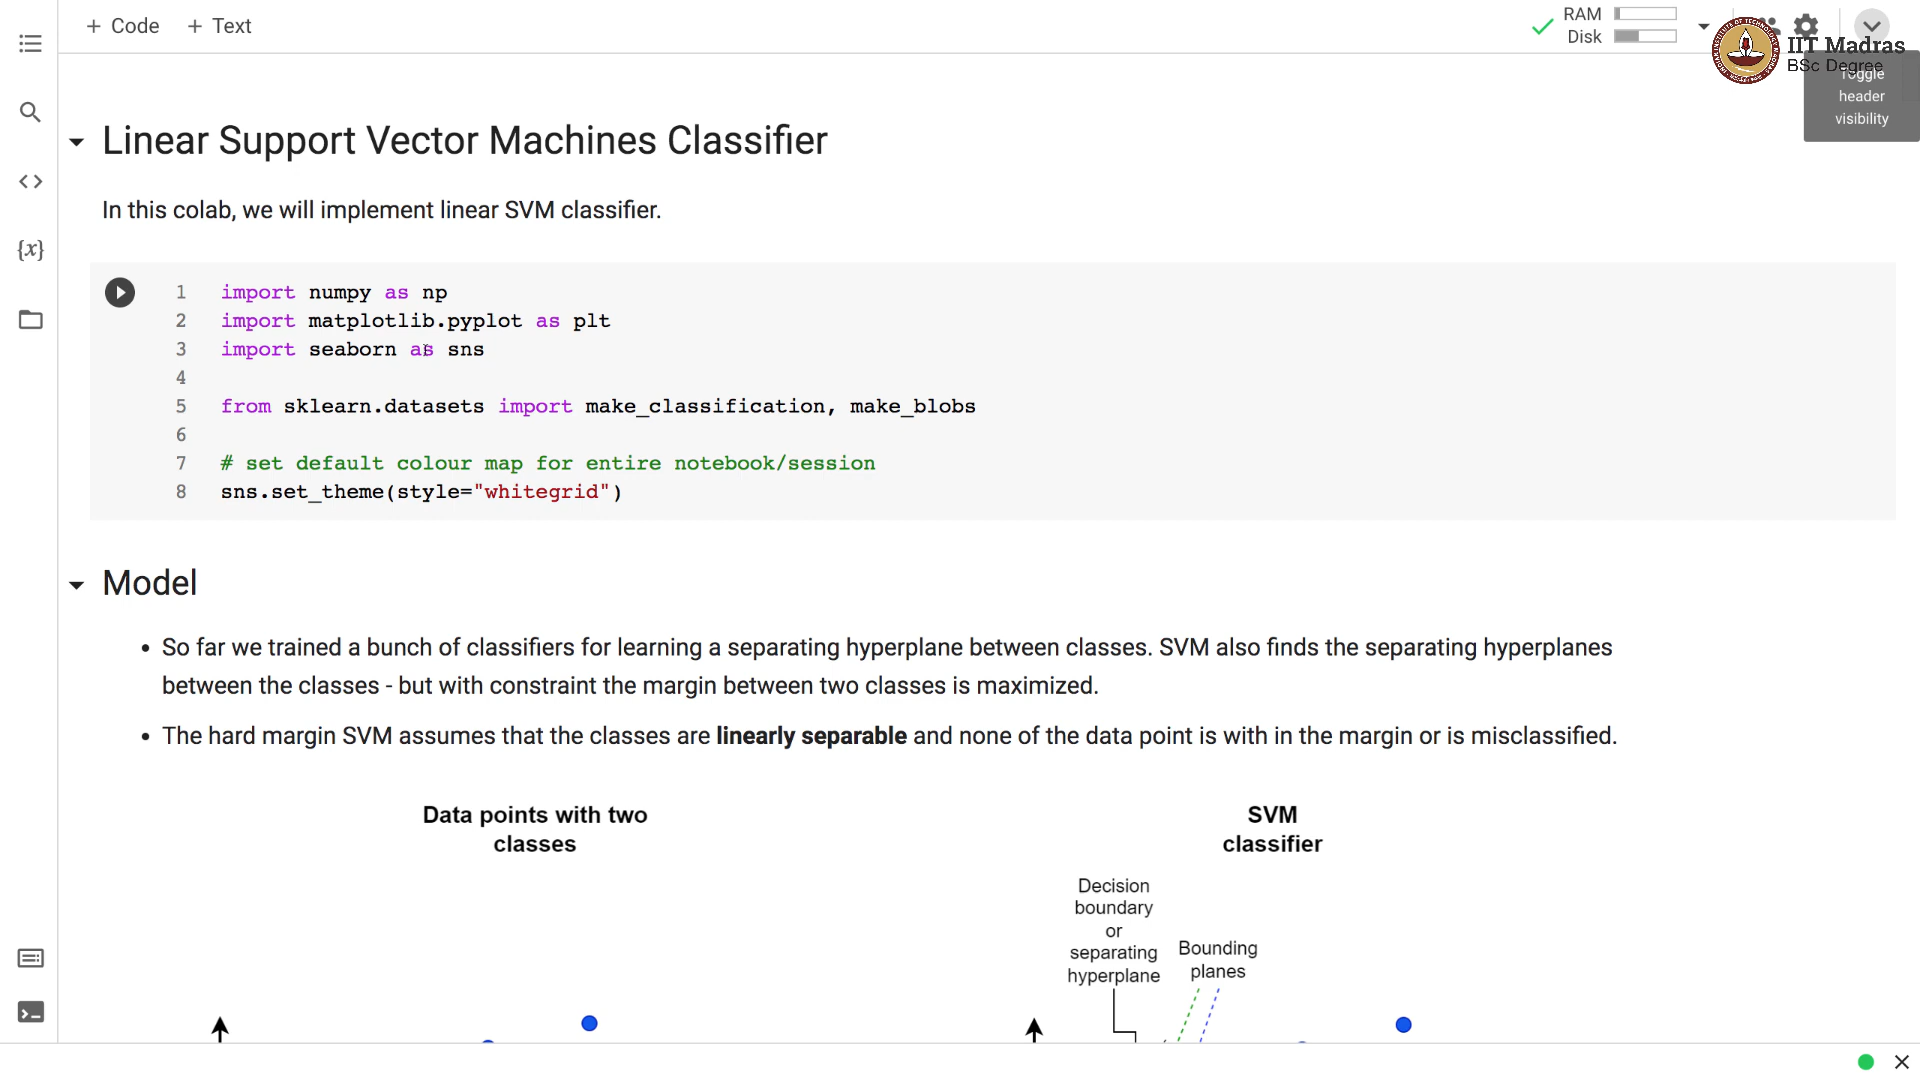 + Code + Text
RAM
Disk
IIT Madras
BSc Degree
Toggle
header
visibility
Linear Support Vector Machines Classifier
In this colab, we will implement linear SVM classifier.
{x}
1 import numpy as np
2 import matplotlib.pyplot as plt
3 import seaborn as sns
4
5 from sklearn.datasets import make_classification, make_blobs
6
7 # set default colour map for entire notebook/session
8 sns.set_theme(style="whitegrid")
Model
• So far we trained a bunch of classifiers for learning a separating hyperplane between classes. SVM also finds the separating hyperplanes
between the classes - but with constraint the margin between two classes is maximized.
• The hard margin SVM assumes that the classes are linearly separable and none of the data point is with in the margin or is misclassified.
Data points with two
classes
SVM
classifier
Decision
boundary
or
separating
hyperplane
Bounding
planes